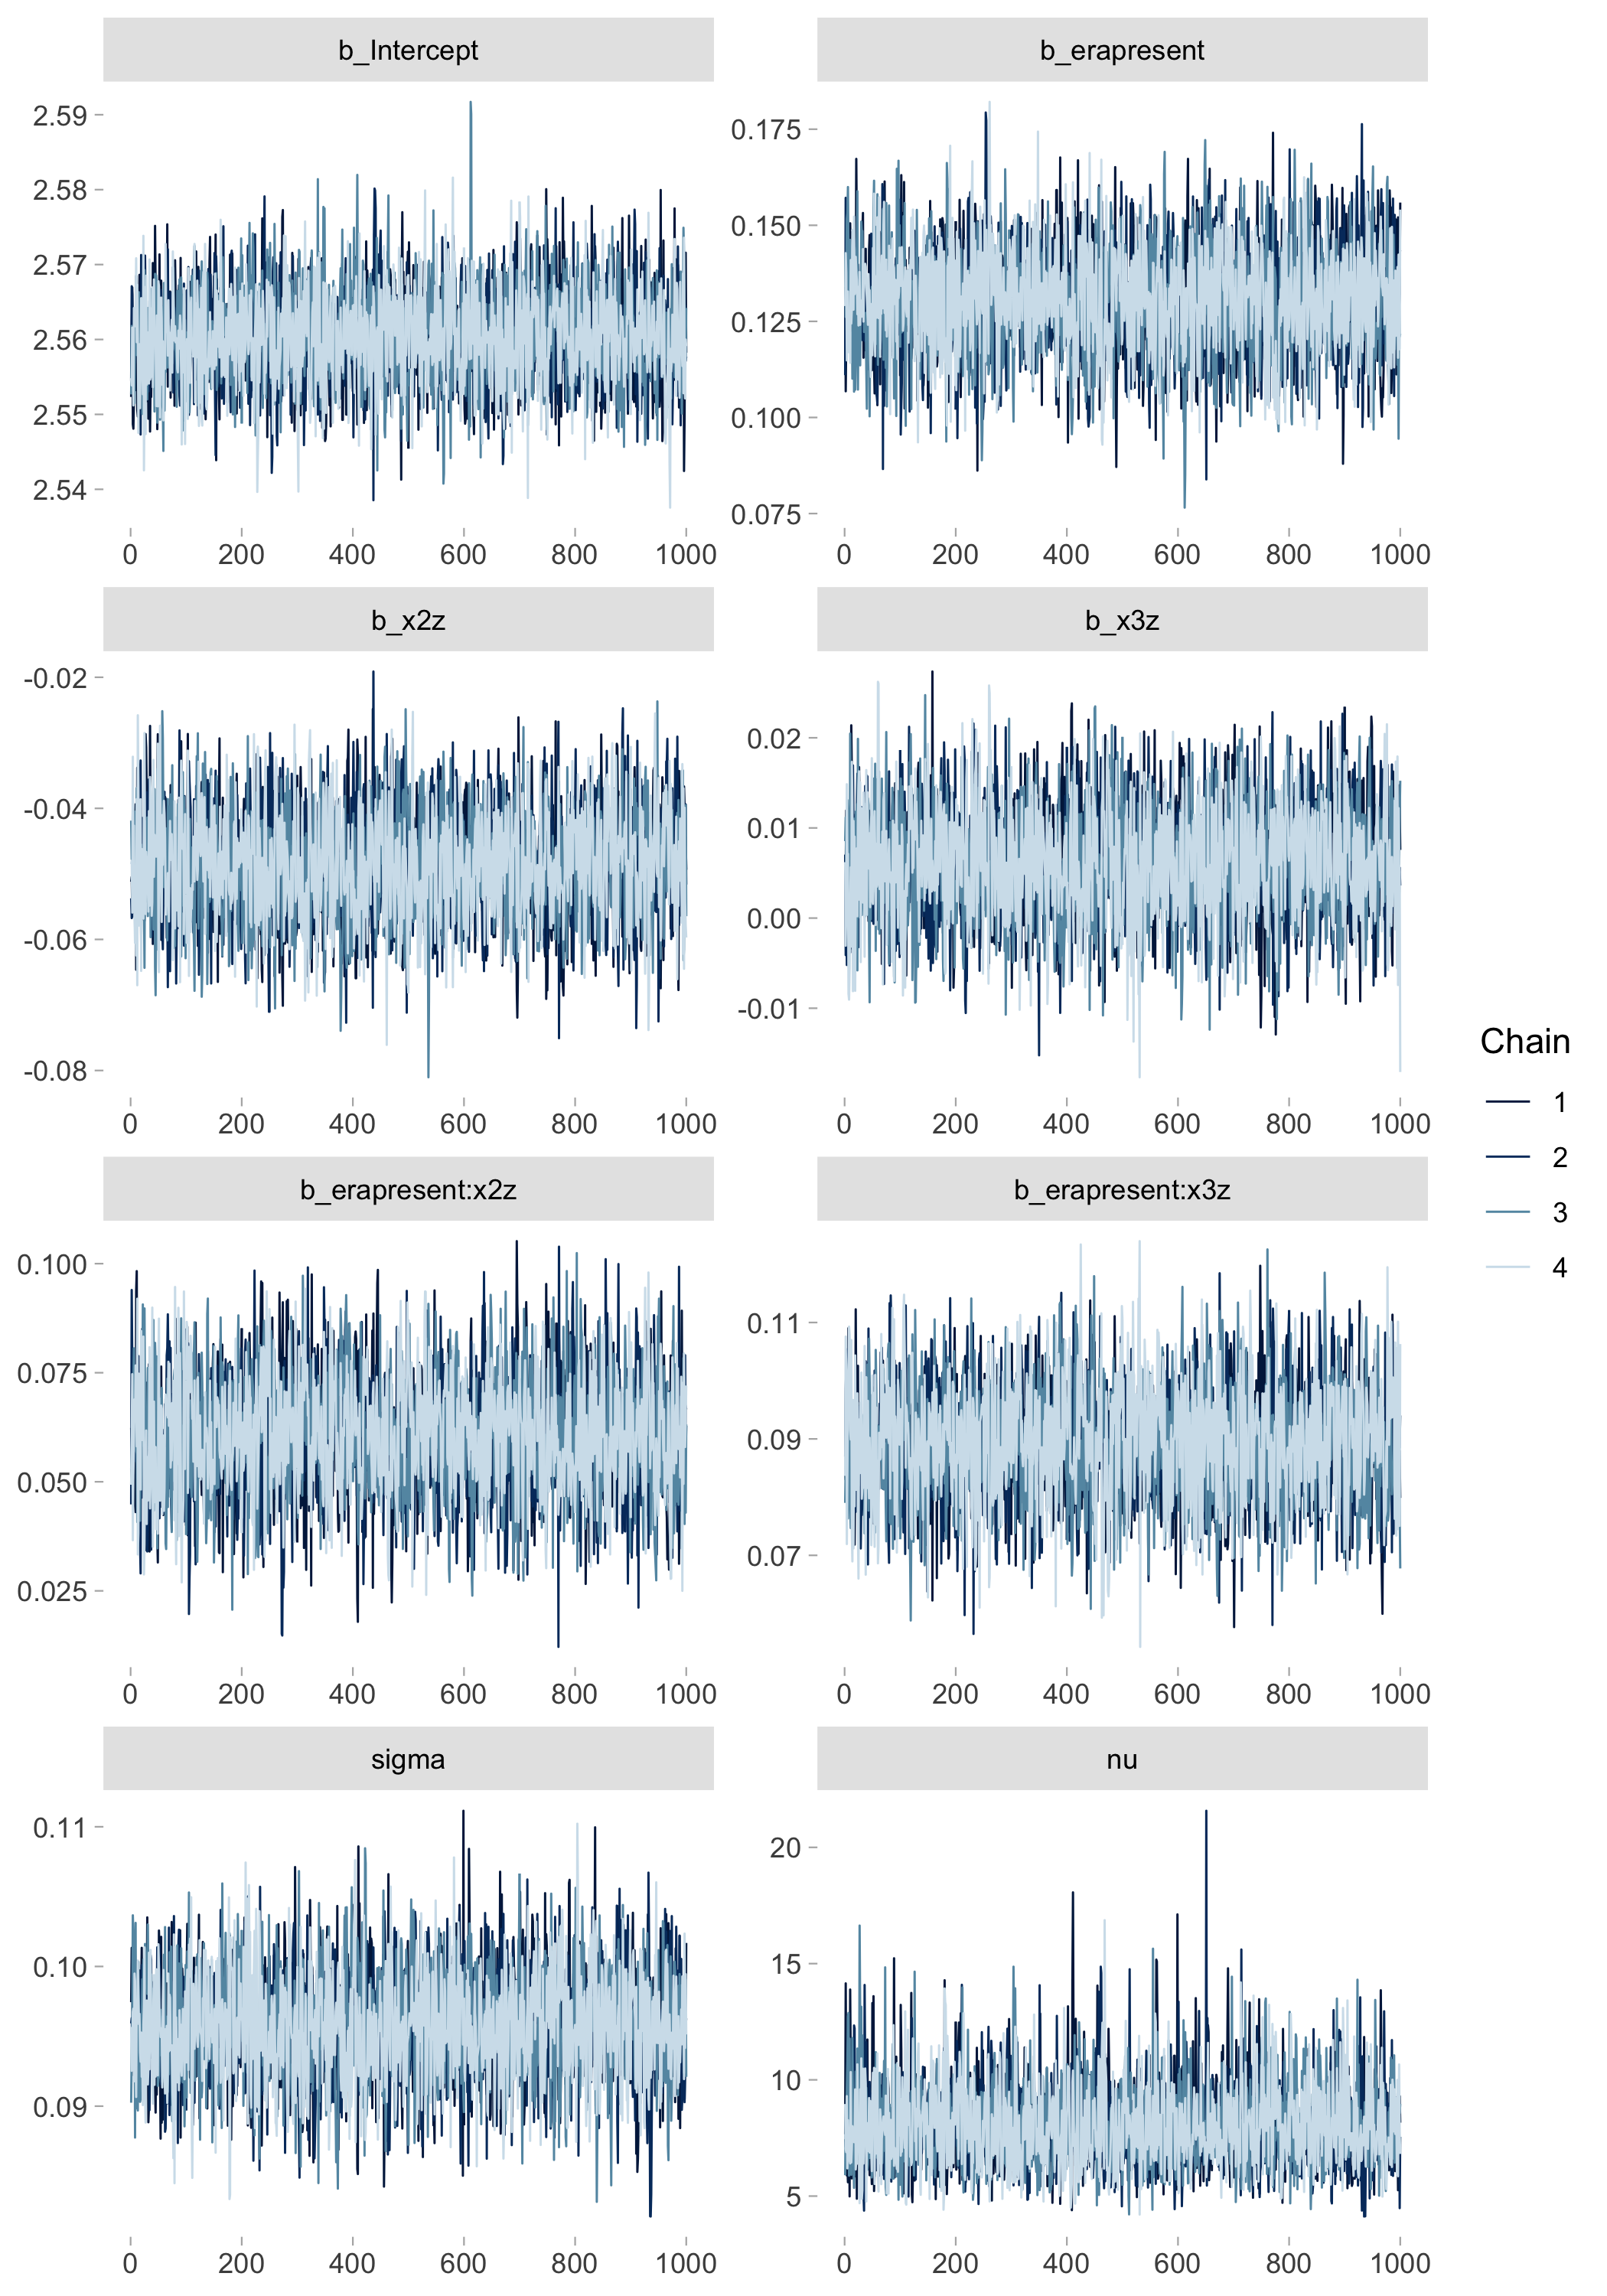 b_Intercept
b_erapresent
2.59
2.58
2.57
2.56
2.55
2.54
0.175
0.150
0.125
0.100
0.075
0 200 400 600 800 1000
0 200 400 600 800 1000
b_x2z
b_x3z
-0.02
-0.04
-0.06
-0.08
0.02
0.01
0.00
-0.01
0 200 400 600 800 1000
0 200 400 600 800 1000
b_erapresent:x2z
b_erapresent:x3z
0.100
0.075
0.050
0.025
0.11
0.09
0.07
0 200 400 600 800 1000
0 200 400 600 800 1000
sigma
nu
0.11
0.10
0.09
20
15
10
5
0 200 400 600 800 1000
0 200 400 600 800 1000
Chain
1
2
3
4